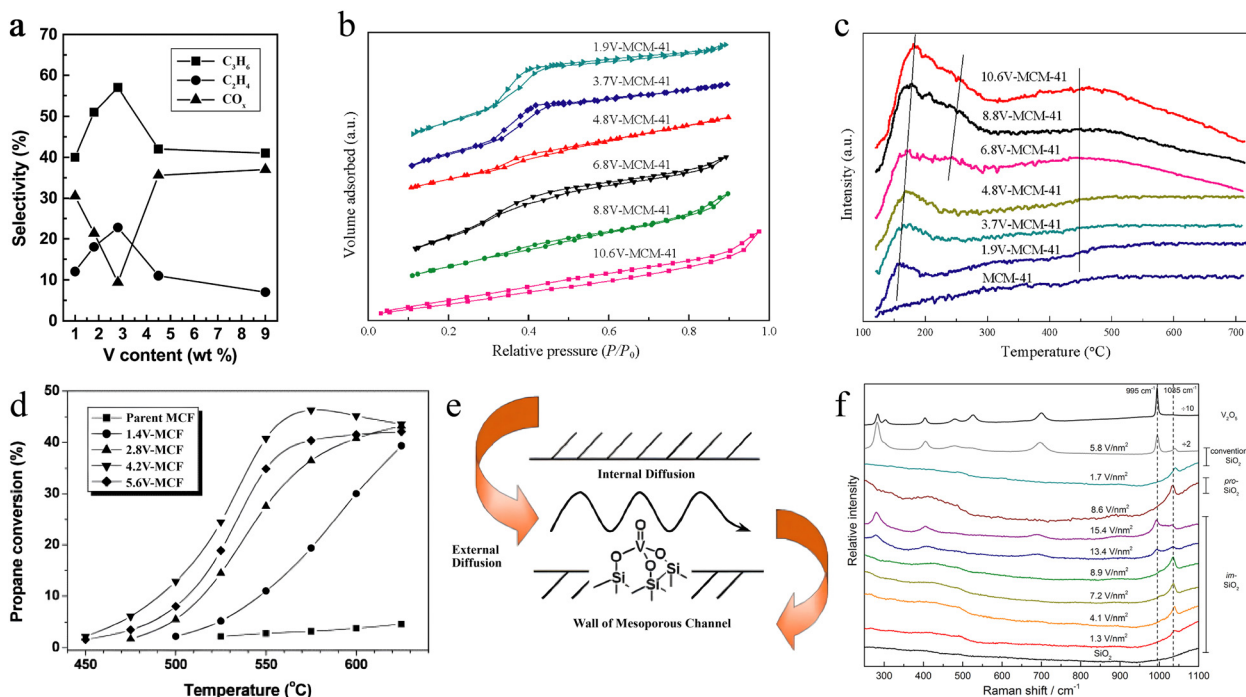 a
C₃H₆
C₂H₄
COₓ
80
70
60
50
40
30
20
10
0
Selectivity (%)
1 2 3 4 5 6 7 8 9
V content (wt %)
b
1.9V-MCM-41
3.7V-MCM-41
4.8V-MCM-41
6.8V-MCM-41
8.8V-MCM-41
10.6V-MCM-41
Volume adsorbed (a.u.)
0.0 0.2 0.4 0.6 0.8 1.0
Relative pressure (P/P₀)
c
10.6V-MCM-41
8.8V-MCM-41
6.8V-MCM-41
4.8V-MCM-41
3.7V-MCM-41
1.9V-MCM-41
MCM-41
Intensity (a.u.)
100 200 300 400 500 600 700
Temperature (°C)
d
Parent MCF
1.4V-MCF
2.8V-MCF
4.2V-MCF
5.6V-MCF
50
40
30
20
10
0
Propane conversion (%)
450 500 550 600
Temperature (°C)
e
Internal Diffusion
External
Diffusion
O
V
O O O
Si Si Si
Wall of Mesoporous Channel
f
995 cm⁻¹ 1035 cm⁻¹
÷10 V₂O₅
5.8 V/nm² ÷2
convention
SiO₂
1.7 V/nm²
pro-
SiO₂
8.6 V/nm²
15.4 V/nm²
13.4 V/nm²
8.9 V/nm²
im-
SiO₂
7.2 V/nm²
4.1 V/nm²
1.3 V/nm²
SiO₂
Relative intensity
300 400 500 600 700 800 900 1000 1100
Raman shift / cm⁻¹